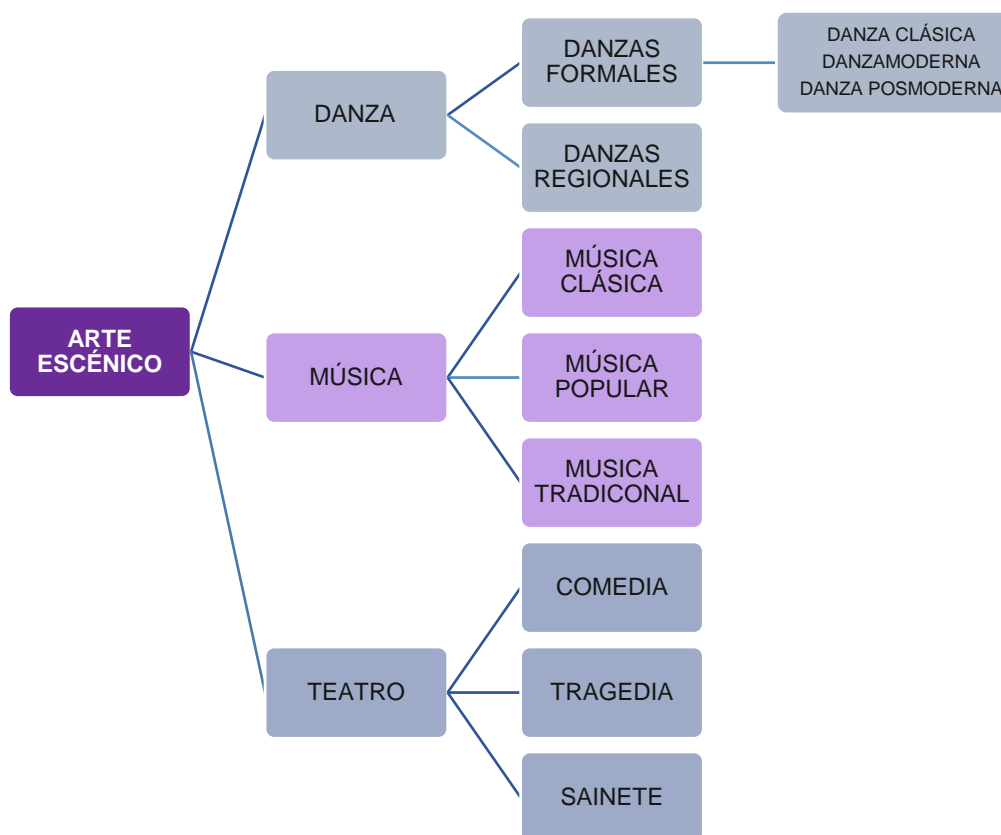 ARTE
ESCÉNICO
DANZA
DANZAS
FORMALES
DANZA CLÁSICA
DANZAMODERNA
DANZA POSMODERNA
DANZAS
REGIONALES
MÚSICA
MÚSICA
CLÁSICA
MÚSICA
POPULAR
MUSICA
TRADICONAL
TEATRO
COMEDIA
TRAGEDIA
SAINETE